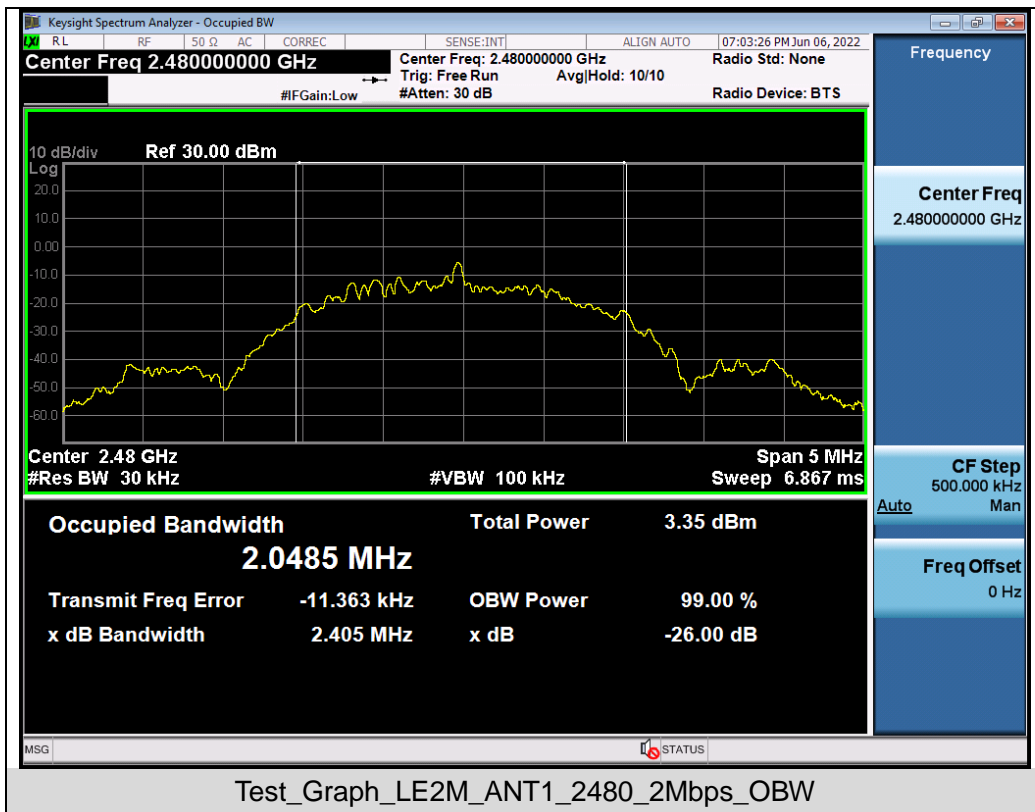 Keysight Spectrum Analyzer - Occupied BW
LXI RL RF 50 Ω AC CORREC SENSE:INT ALIGN AUTO 07:03:26 PM Jun 06, 2022
Center Freq 2.480000000 GHz
Center Freq: 2.480000000 GHz Radio Std: None
Trig: Free Run Avg|Hold: 10/10
#IFGain:Low #Atten: 30 dB Radio Device: BTS
Frequency
10 dB/div Ref 30.00 dBm
Log
20.0
10.0
0.00
-10.0
-20.0
-30.0
-40.0
-50.0
-60.0
Center 2.48 GHz Span 5 MHz
#Res BW 30 kHz #VBW 100 kHz Sweep 6.867 ms
Center Freq
2.480000000 GHz
CF Step
500.000 kHz
Auto Man
Freq Offset
0 Hz
Occupied Bandwidth Total Power 3.35 dBm
2.0485 MHz
Transmit Freq Error -11.363 kHz OBW Power 99.00 %
x dB Bandwidth 2.405 MHz x dB -26.00 dB
MSG STATUS
Test_Graph_LE2M_ANT1_2480_2Mbps_OBW